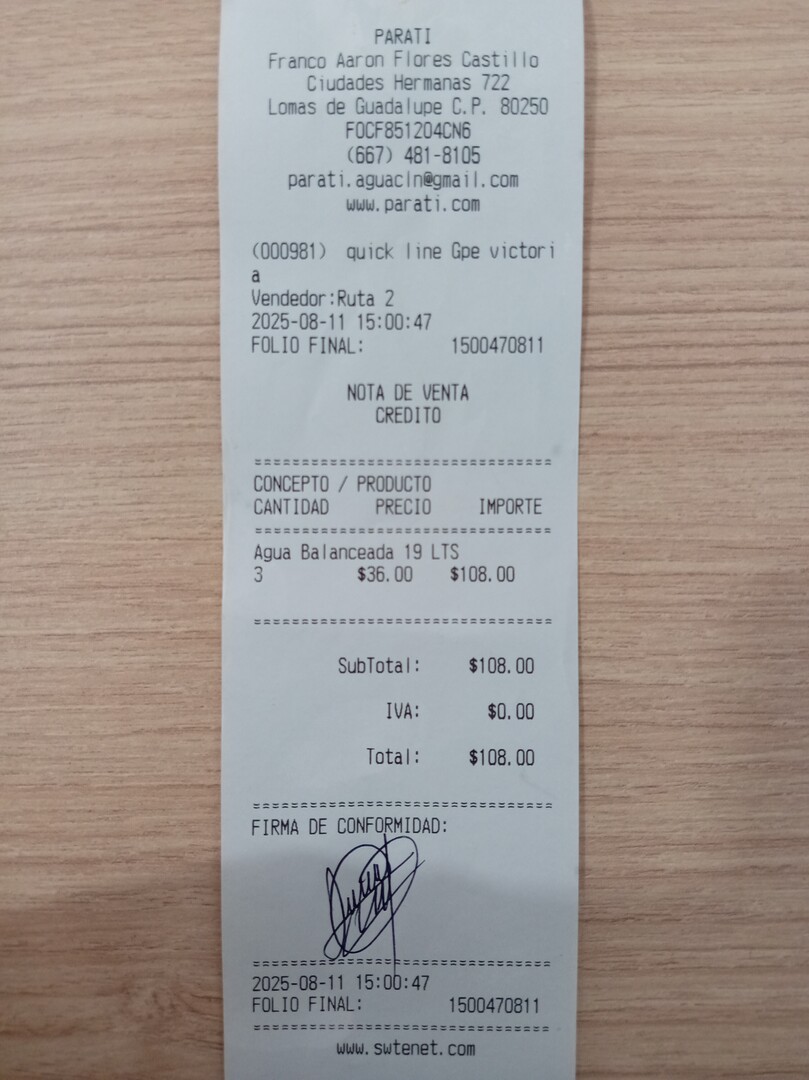 PARATI
Franco Aaron Flores Castillo
Ciudades Hermanas 722
Lomas de Guadalupe C.P. 80250
FOCF851204CN6
(667) 481-8105
parati.aguacln@gmail.com
www.parati.com
(000981) quick line Gpe victori
a
Vendedor:Ruta 2
2025-08-11 15:00:47
FOLIO FINAL: 1500470811
NOTA DE VENTA
CREDITO
================================
CONCEPTO / PRODUCTO
CANTIDAD PRECIO IMPORTE
================================
Agua Balanceada 19 LTS
3 $36.00 $108.00
================================
SubTotal: $108.00
IVA: $0.00
Total: $108.00
================================
FIRMA DE CONFORMIDAD:
================================
2025-08-11 15:00:47
FOLIO FINAL: 1500470811
================================
www.swtenet.com